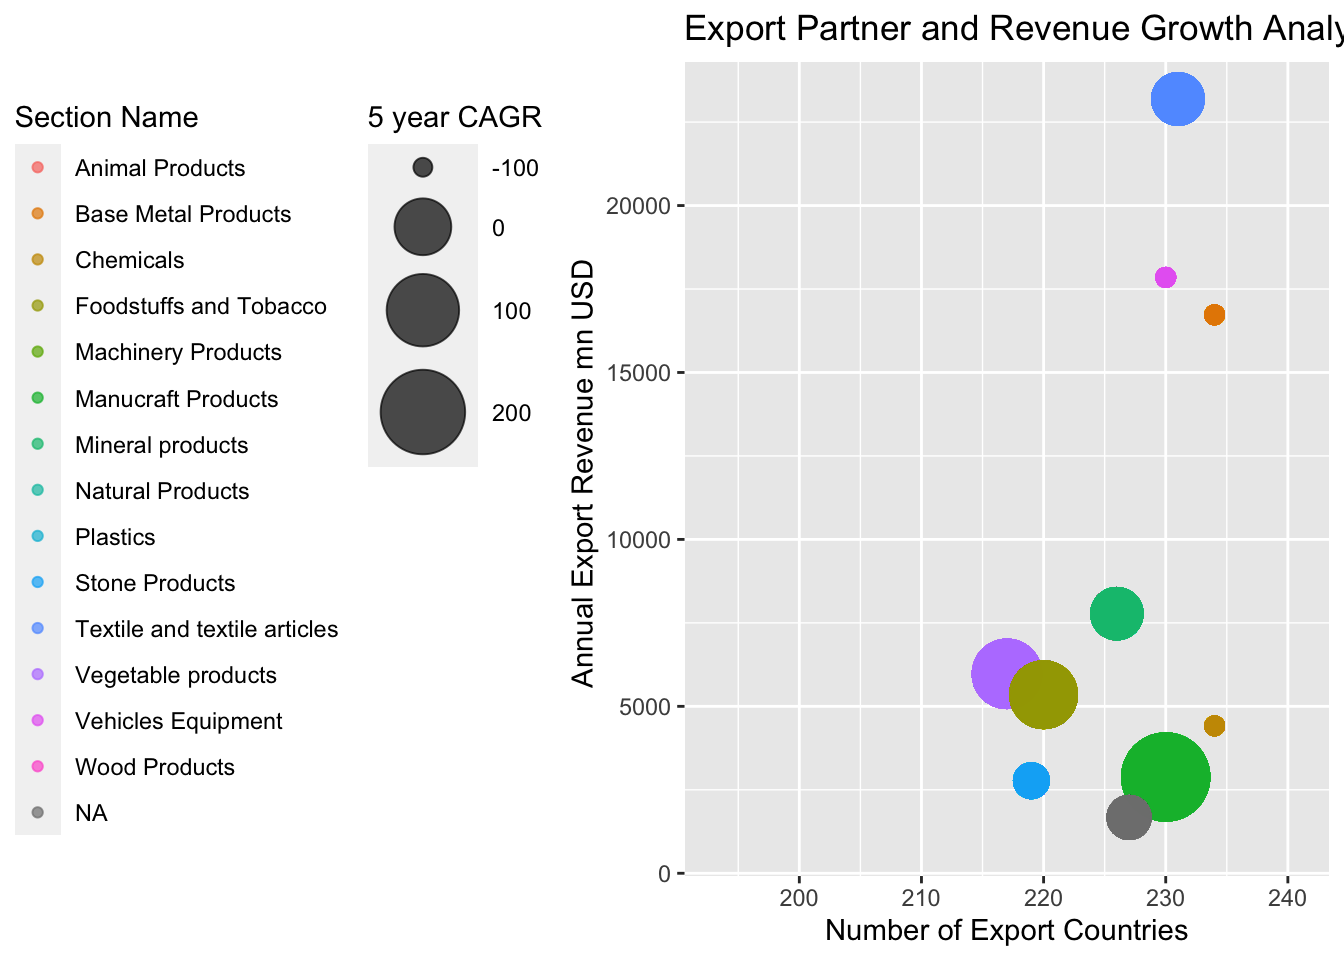 Export Partner and Revenue Growth Analy
Section Name
Animal Products
Base Metal Products
Chemicals
Foodstuffs and Tobacco
Machinery Products
Manucraft Products
Mineral products
Natural Products
Plastics
Stone Products
Textile and textile articles
Vegetable products
Vehicles Equipment
Wood Products
NA
5 year CAGR
-100
0
100
200
Annual Export Revenue mn USD
20000
15000
10000
5000
0
200
210
220
230
240
Number of Export Countries